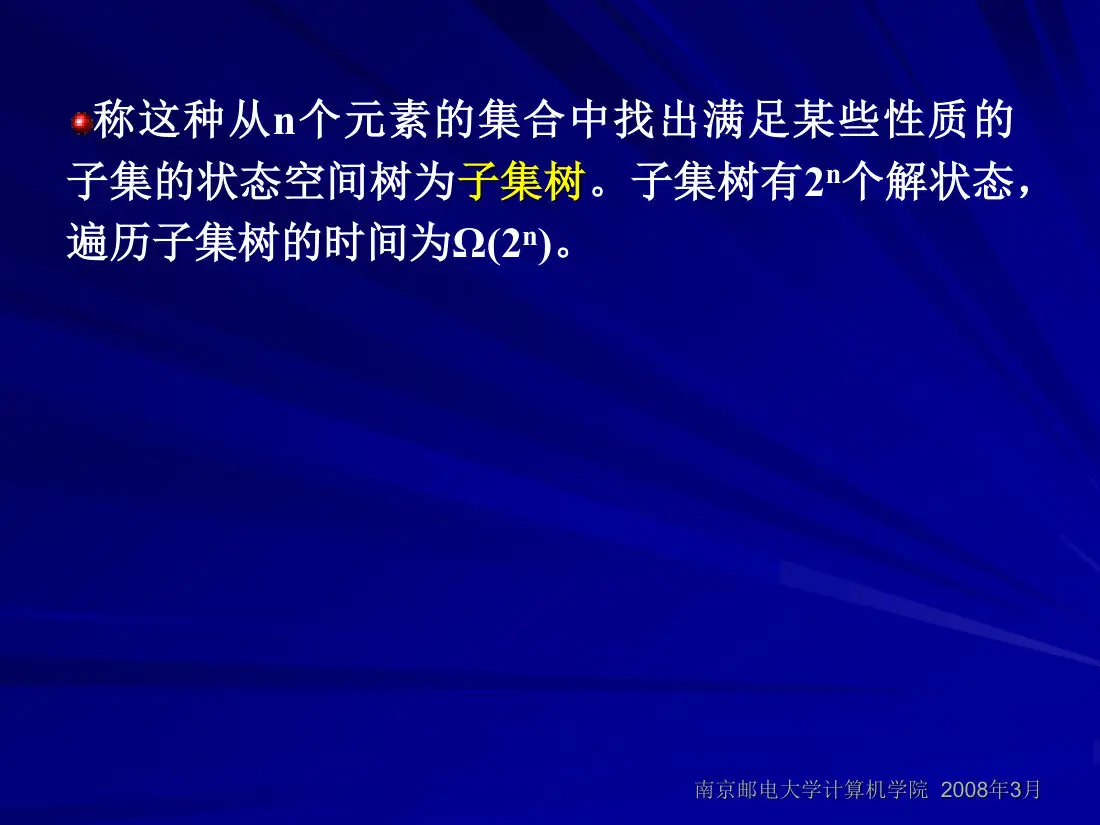 称这种从n个元素的集合中找出满足某些性质的
子集的状态空间树为子集树。子集树有2ⁿ个解状态，
遍历子集树的时间为Ω(2ⁿ)。
南京邮电大学计算机学院 2008年3月